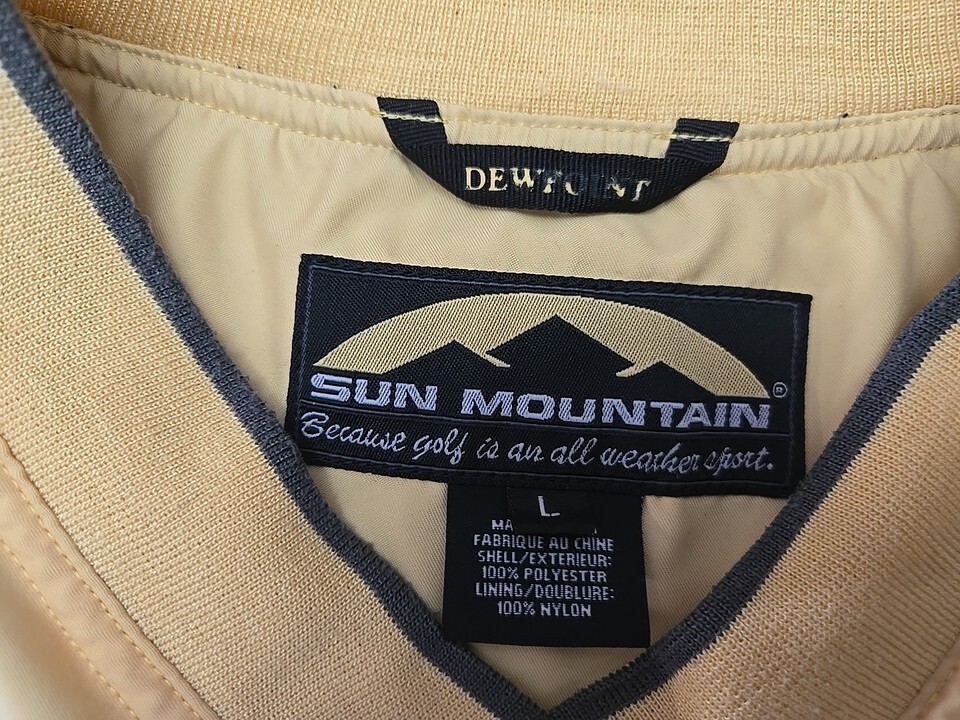 DEWPOINT
SUN MOUNTAIN®
Because golf is an all weather sport.
L
FABRIQUE AU CHINE
SHELL/EXTERIEUR:
100% POLYESTER
LINING/DOUBLURE:
100% NYLON